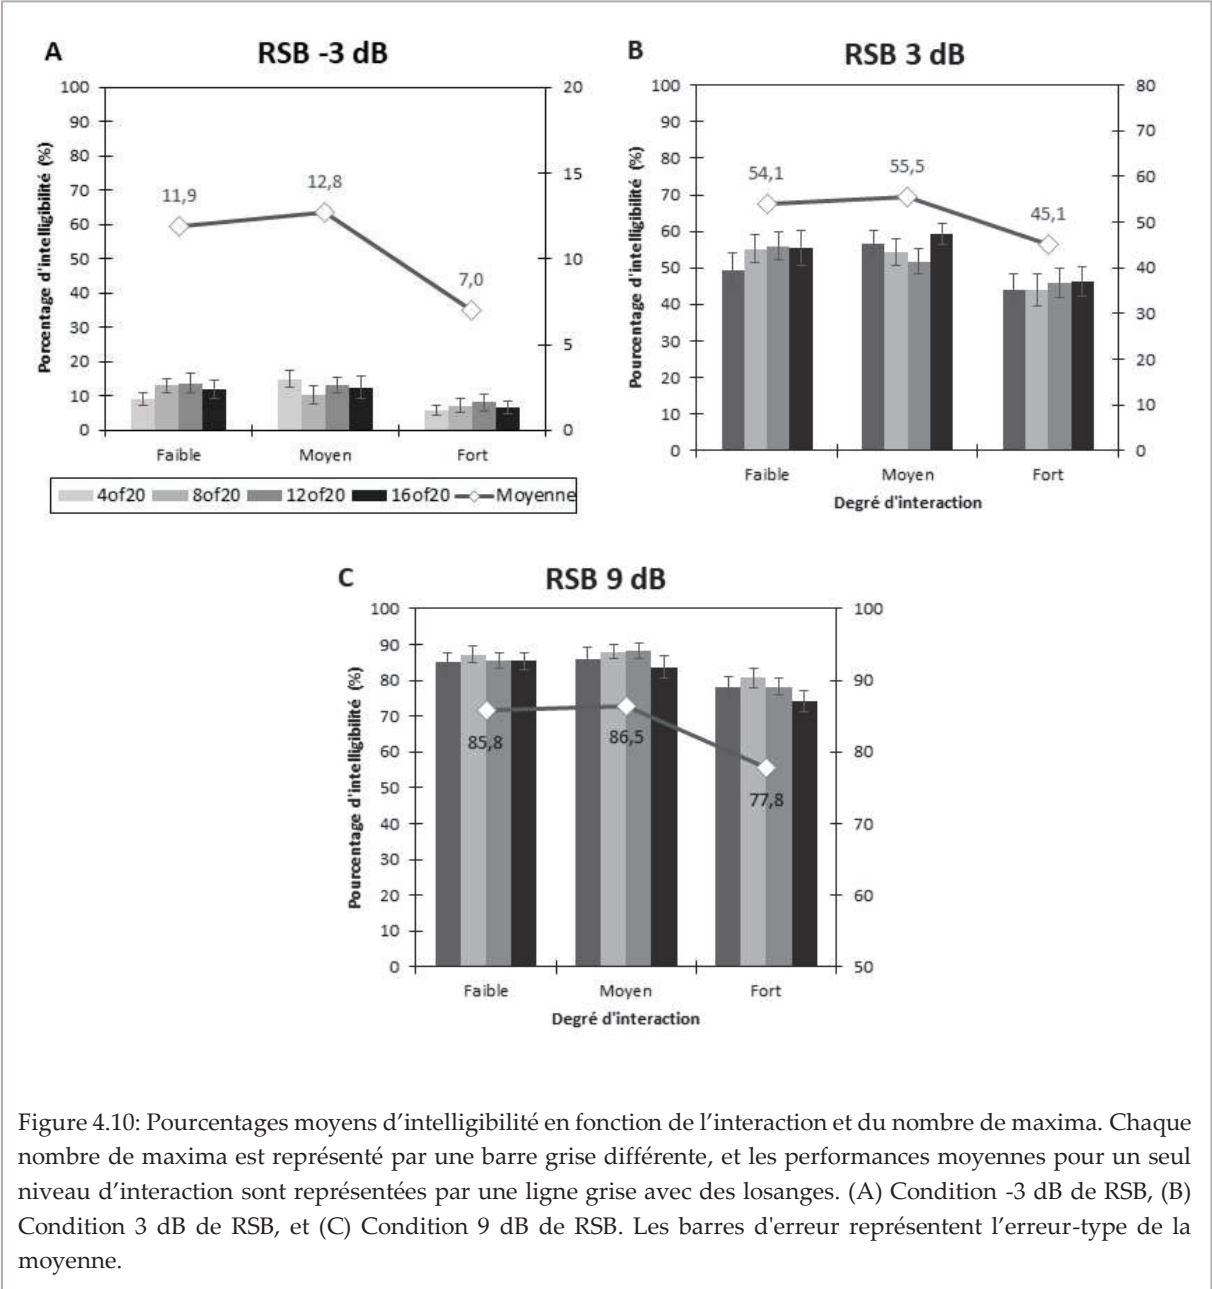 A
RSB -3 dB
Porcentage d'intelligibilité (%)
100
90
80
70
60
50
40
30
20
10
0
20
15
10
5
0
11,9
12,8
7,0
Faible
Moyen
Fort
4of20
8of20
12of20
16of20
Moyenne
B
RSB 3 dB
Pourcentage d'intelligibilité (%)
100
90
80
70
60
50
40
30
20
10
0
80
70
60
50
40
30
20
10
0
54,1
55,5
45,1
Faible
Moyen
Fort
Degré d'interaction
C
RSB 9 dB
Pourcentage d'intelligibilité (%)
100
90
80
70
60
50
40
30
20
10
0
100
90
80
70
60
50
85,8
86,5
77,8
Faible
Moyen
Fort
Degré d'interaction
Figure 4.10: Pourcentages moyens d’intelligibilité en fonction de l’interaction et du nombre de maxima. Chaque
nombre de maxima est représenté par une barre grise différente, et les performances moyennes pour un seul
niveau d’interaction sont représentées par une ligne grise avec des losanges. (A) Condition -3 dB de RSB, (B)
Condition 3 dB de RSB, et (C) Condition 9 dB de RSB. Les barres d'erreur représentent l’erreur-type de la
moyenne.